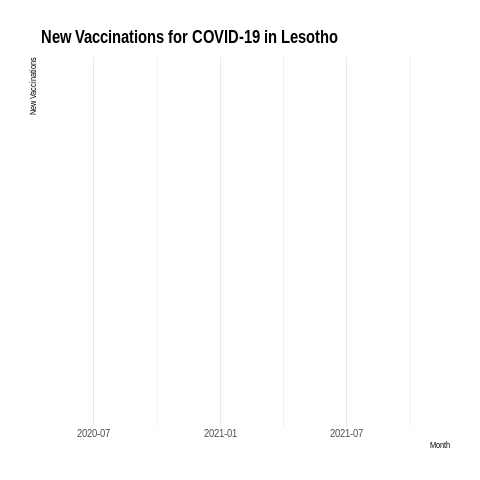 New Vaccinations for COVID-19 in Lesotho
New Vaccinations
2020-07
2021-01
2021-07
Month